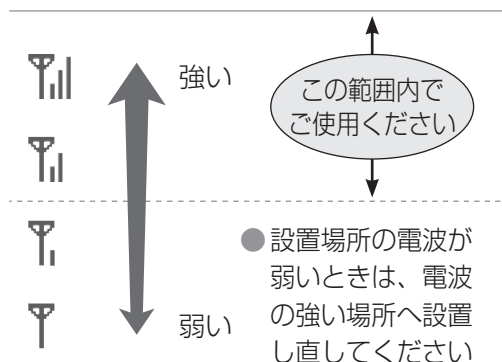 強い
この範囲内で
ご使用ください
●設置場所の電波が
弱いときは、電波
の強い場所へ設置
し直してください
弱い